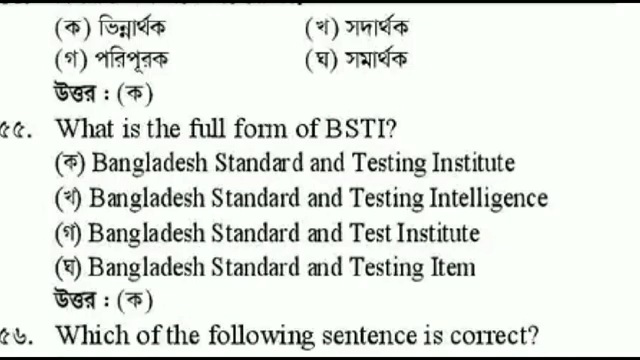 (ক) ভিন্নার্থক (খ) সদার্থক
(গ) পরিপূরক (ঘ) সমার্থক
উত্তর : (ক)
৫৫. What is the full form of BSTI?
(ক) Bangladesh Standard and Testing Institute
(খ) Bangladesh Standard and Testing Intelligence
(গ) Bangladesh Standard and Test Institute
(ঘ) Bangladesh Standard and Testing Item
উত্তর : (ক)
৫৬. Which of the following sentence is correct?